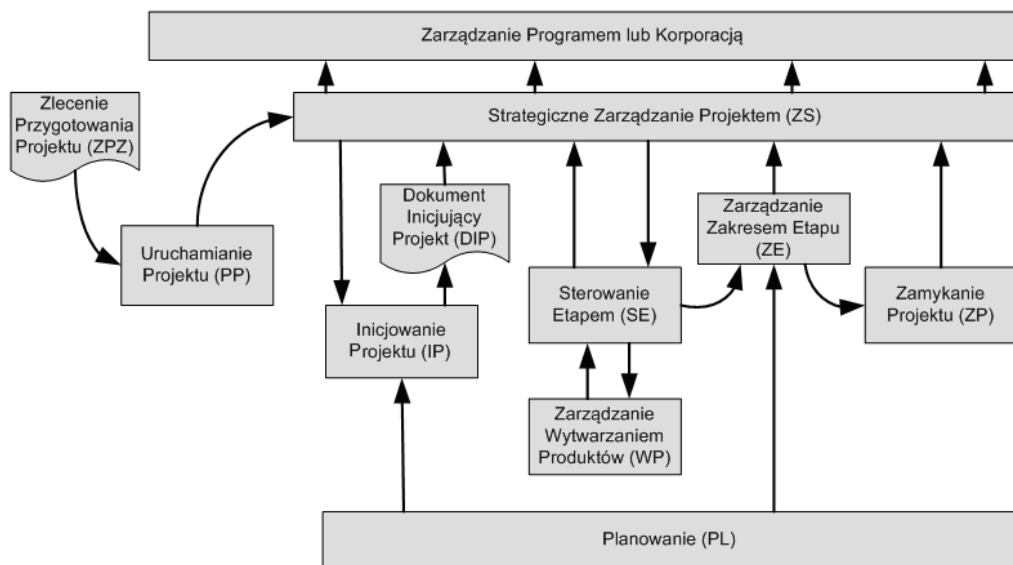 Zarządzanie Programem lub Korporacją
Strategiczne Zarządzanie Projektem (ZS)
Zlecenie
Przygotowania
Projektu (ZPZ)
Uruchamianie
Projektu (PP)
Dokument
Inicjujący
Projekt (DIP)
Inicjowanie
Projektu (IP)
Sterowanie
Etapem (SE)
Zarządzanie
Wytwarzaniem
Produktów (WP)
Zarządzanie
Zakresem Etapu
(ZE)
Zamykanie
Projektu (ZP)
Planowanie (PL)